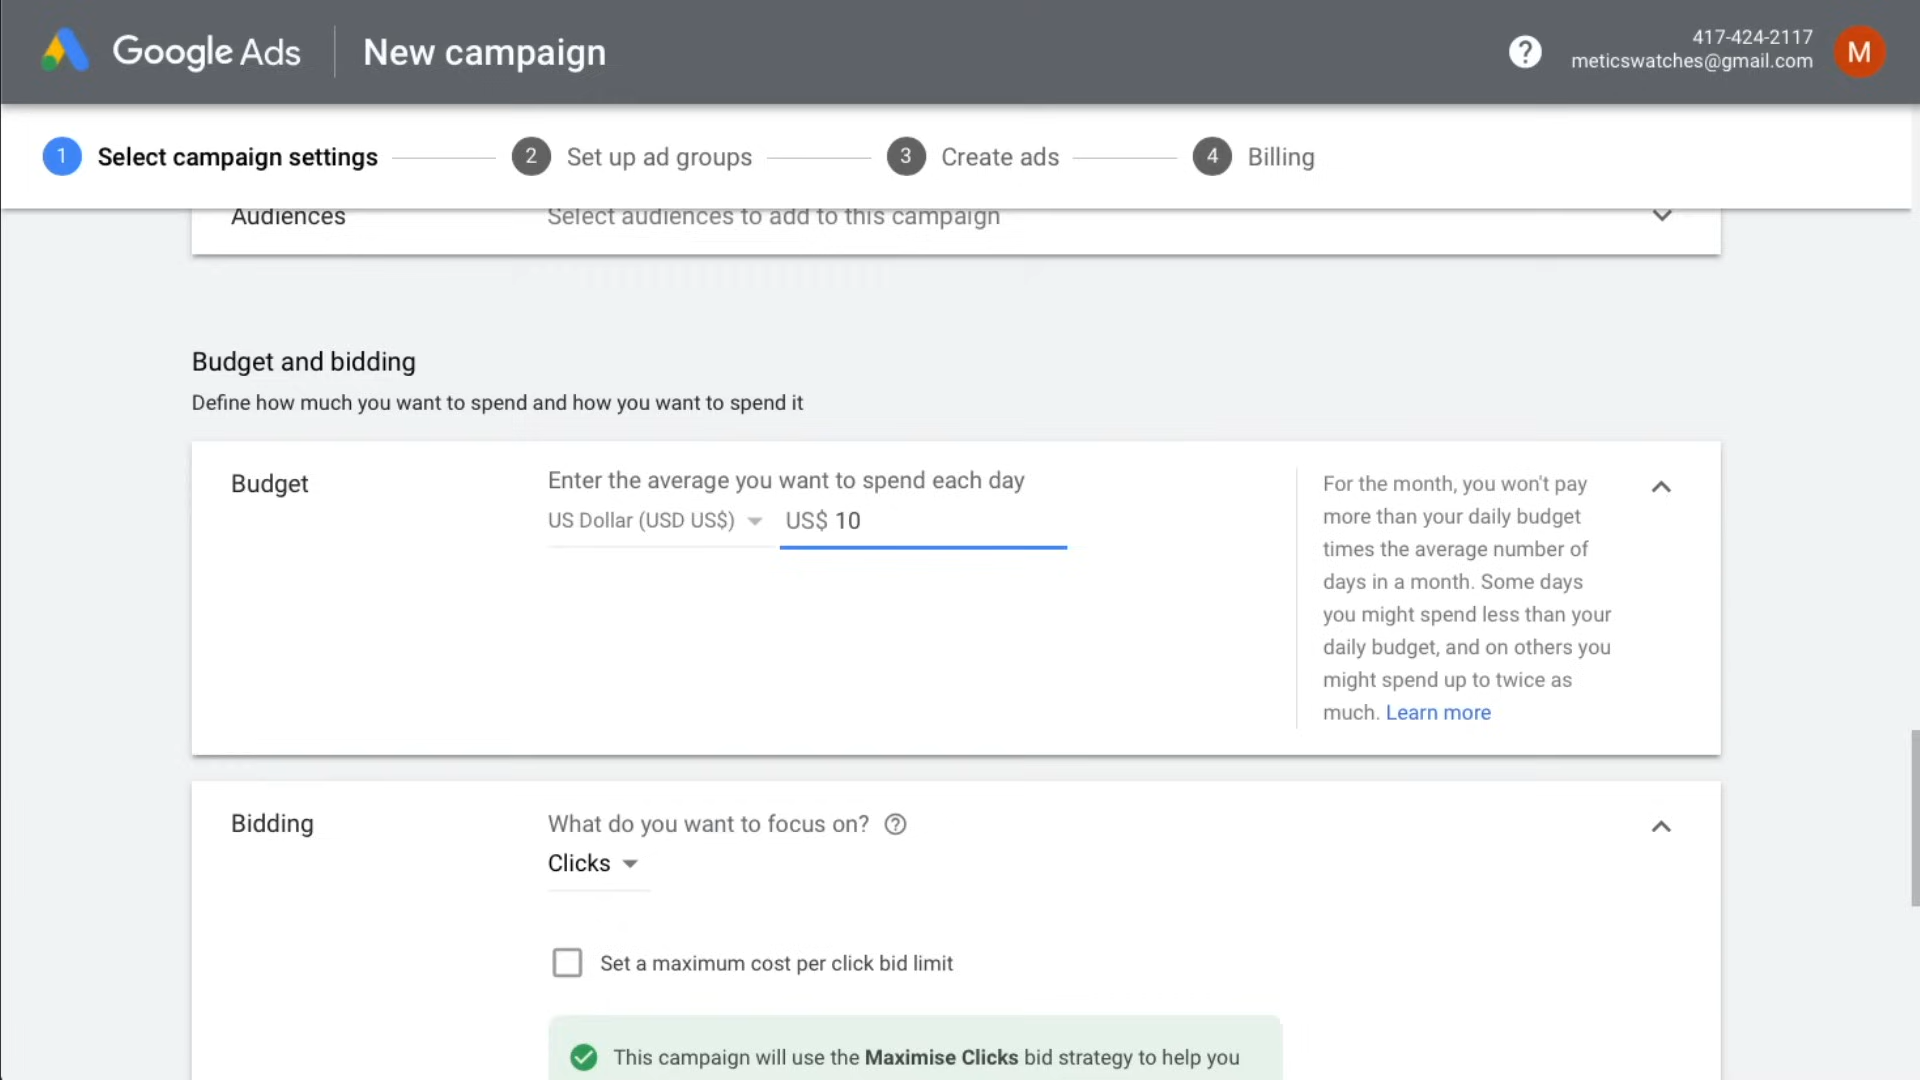 Google Ads
New campaign
?
417-424-2117
meticswatches@gmail.com
M
1 Select campaign settings
2 Set up ad groups
3 Create ads
4 Billing
Audiences
Select audiences to add to this campaign
Budget and bidding
Define how much you want to spend and how you want to spend it
Budget
Enter the average you want to spend each day
US Dollar (USD US$)
US$ 10
For the month, you won't pay
more than your daily budget
times the average number of
days in a month. Some days
you might spend less than your
daily budget, and on others you
might spend up to twice as
much. Learn more
Bidding
What do you want to focus on? ?
Clicks
Set a maximum cost per click bid limit
This campaign will use the Maximise Clicks bid strategy to help you